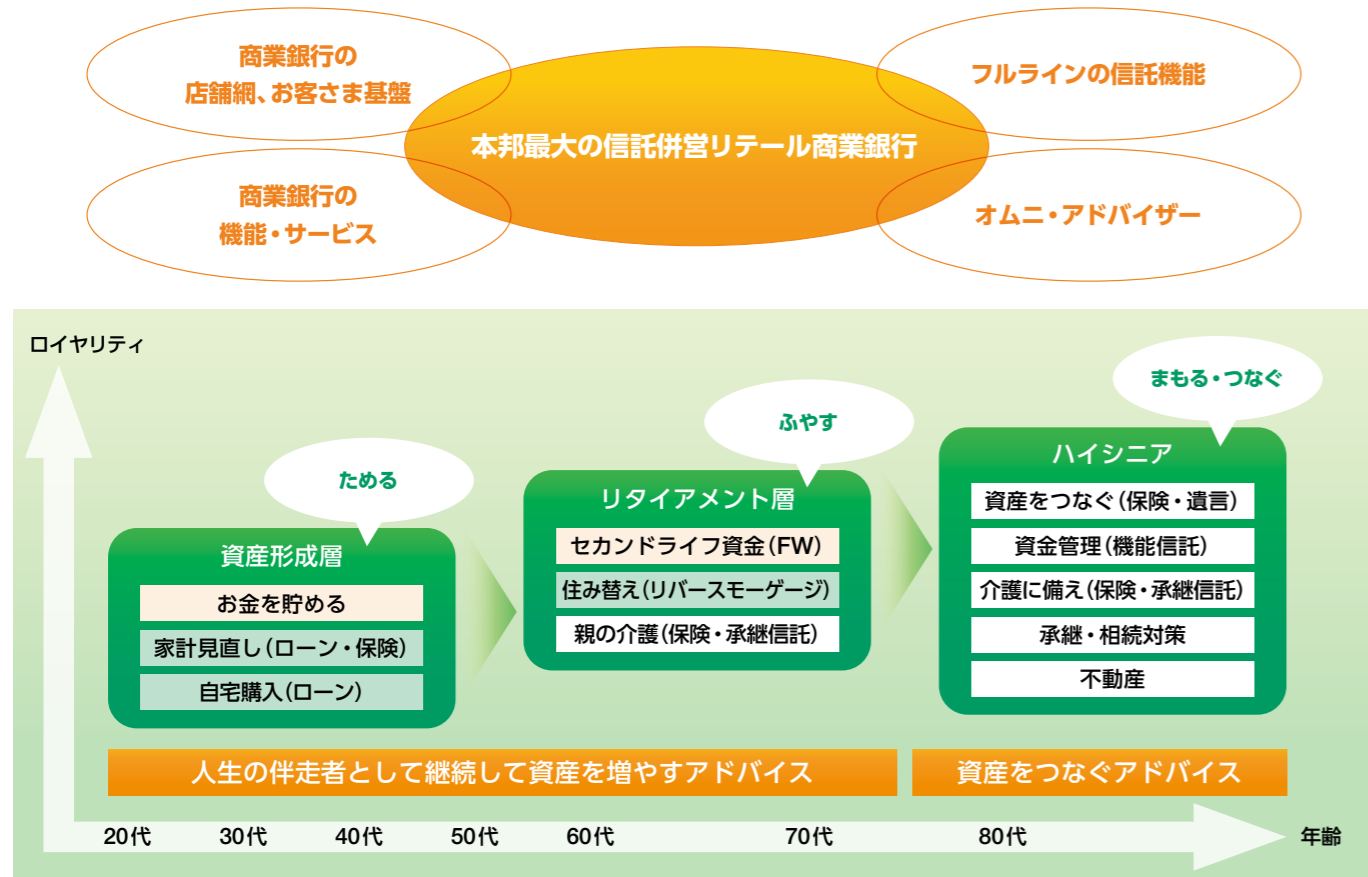 商業銀行の
店舗網、お客さま基盤
フルラインの信託機能
本邦最大の信託併営リテール商業銀行
商業銀行の
機能・サービス
オムニ・アドバイザー
ロイヤリティ
ためる
資産形成層
お金を貯める
家計見直し(ローン・保険)
自宅購入(ローン)
ふやす
リタイアメント層
セカンドライフ資金(FW)
住み替え(リバースモーゲージ)
親の介護(保険・承継信託)
まもる・つなぐ
ハイシニア
資産をつなぐ(保険・遺言)
資金管理(機能信託)
介護に備え(保険・承継信託)
承継・相続対策
不動産
人生の伴走者として継続して資産を増やすアドバイス
資産をつなぐアドバイス
20代 30代 40代 50代 60代 70代 80代 年齢